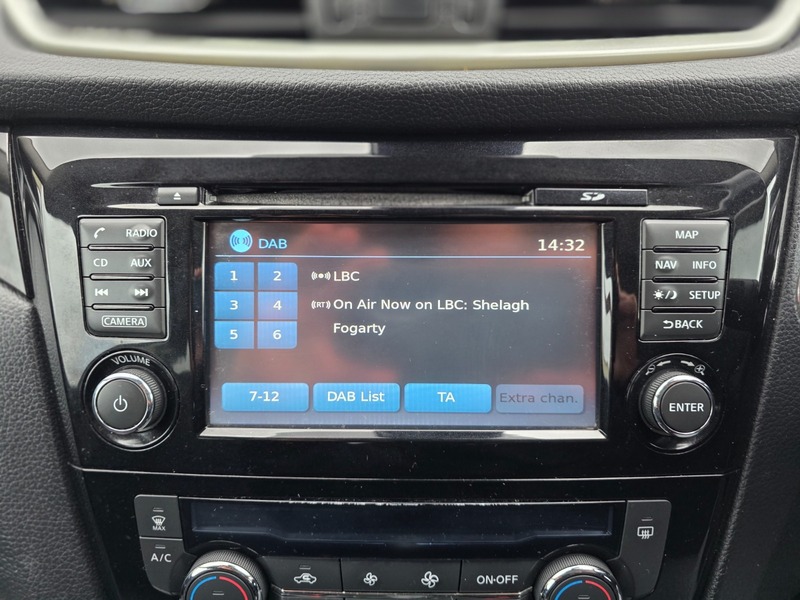 SD
RADIO
CD AUX
CAMERA
VOLUME
DAB 14:32
1 2
LBC
3 4
RT On Air Now on LBC: Shelagh
Fogarty
5 6
7-12 DAB List TA Extra chan.
MAP
NAV INFO
SETUP
BACK
ENTER
MAX
A/C
ON·OFF